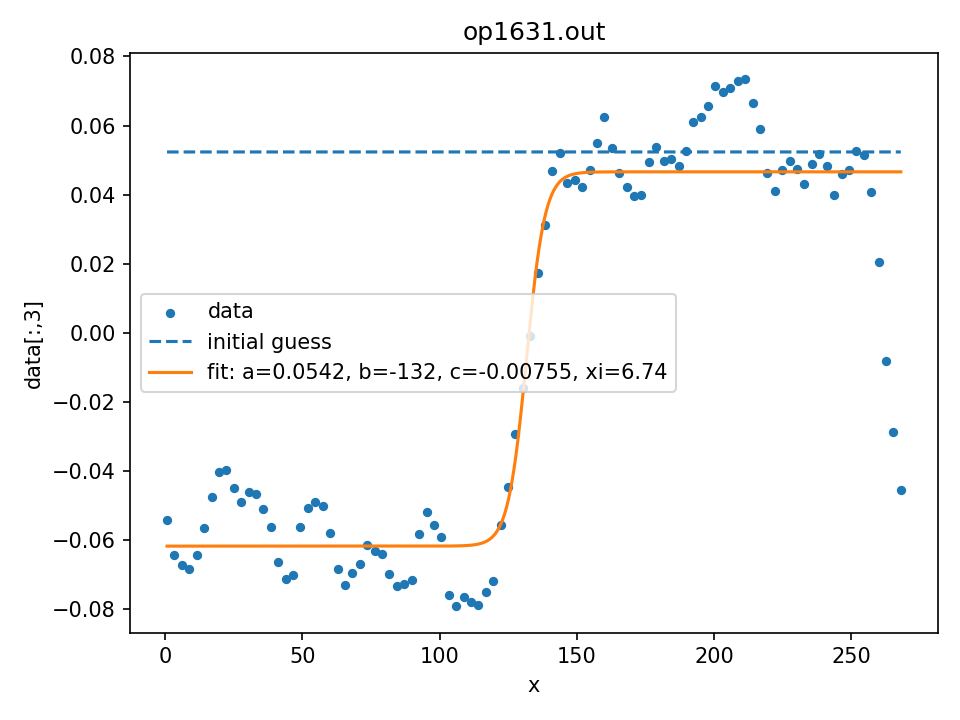 op1631.out
0.08
0.06
0.04
0.02
0.00
−0.02
−0.04
−0.06
−0.08
data[:,3]
data
initial guess
fit: a=0.0542, b=-132, c=-0.00755, xi=6.74
0 50 100 150 200 250
x